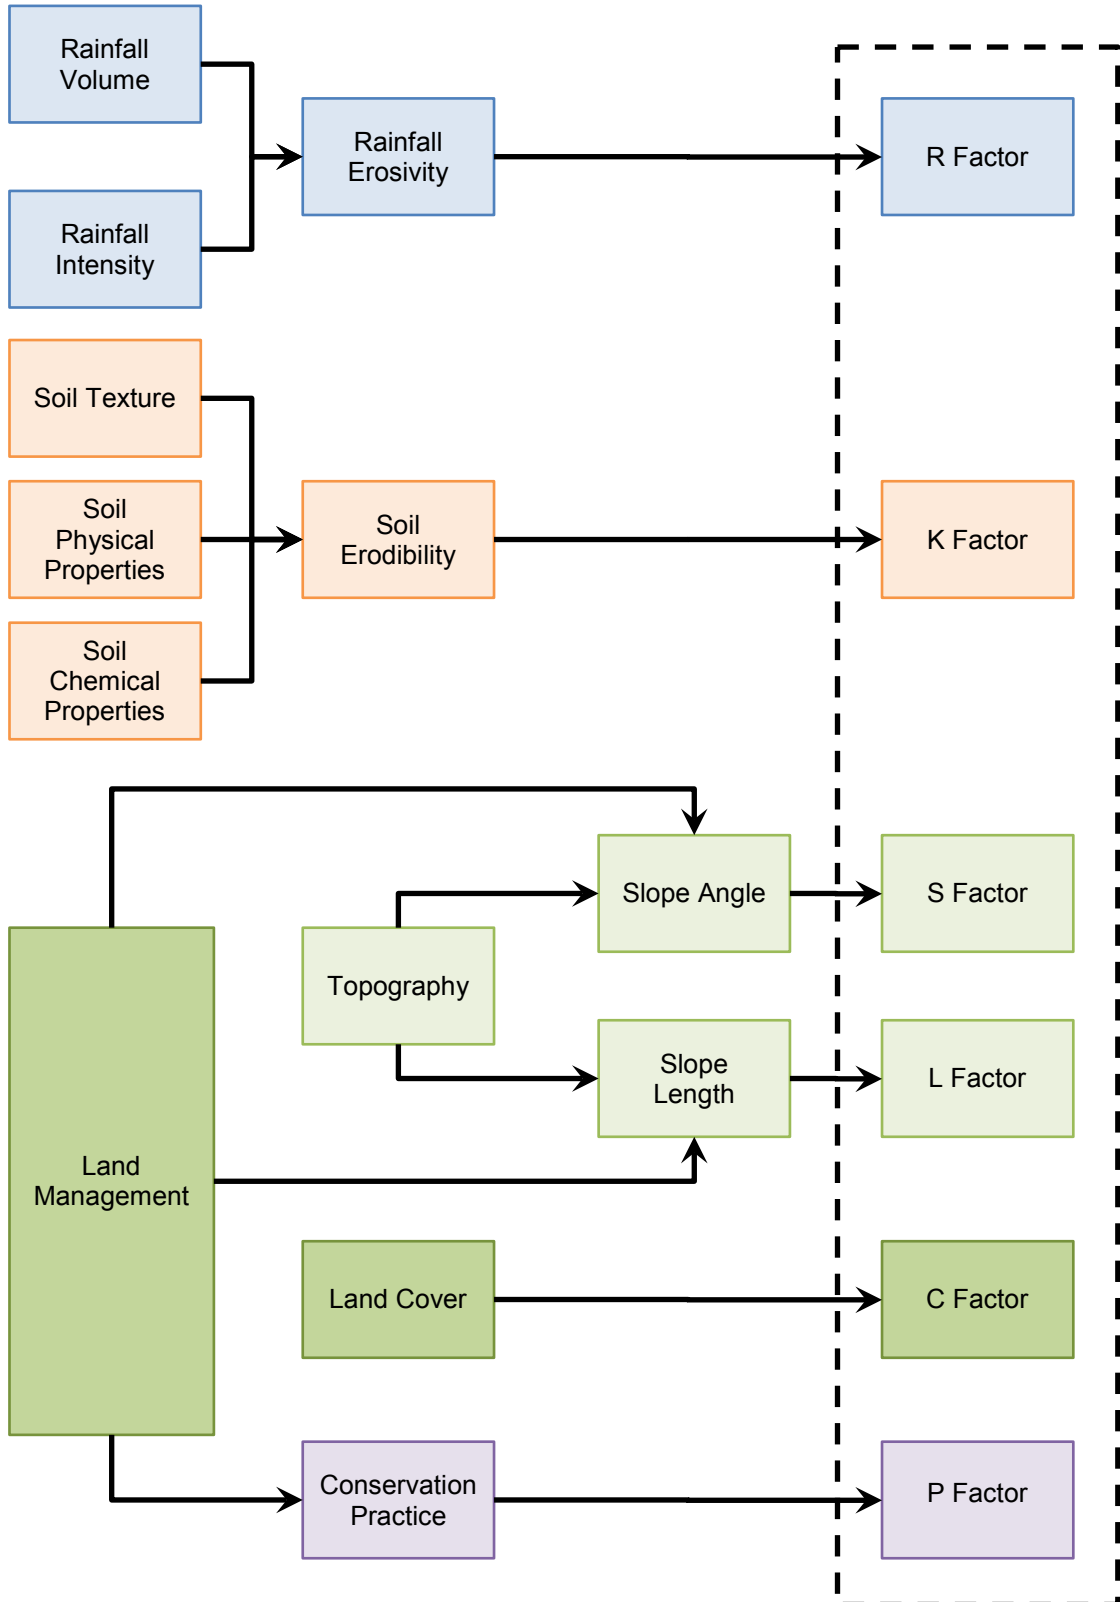 Rainfall
Volume
Rainfall
Erosivity
R Factor
Rainfall
Intensity
Soil Texture
Soil
Physical
Properties
Soil
Erodibility
K Factor
Soil
Chemical
Properties
Slope Angle
S Factor
Topography
Slope
Length
L Factor
Land
Management
Land Cover
C Factor
Conservation
Practice
P Factor